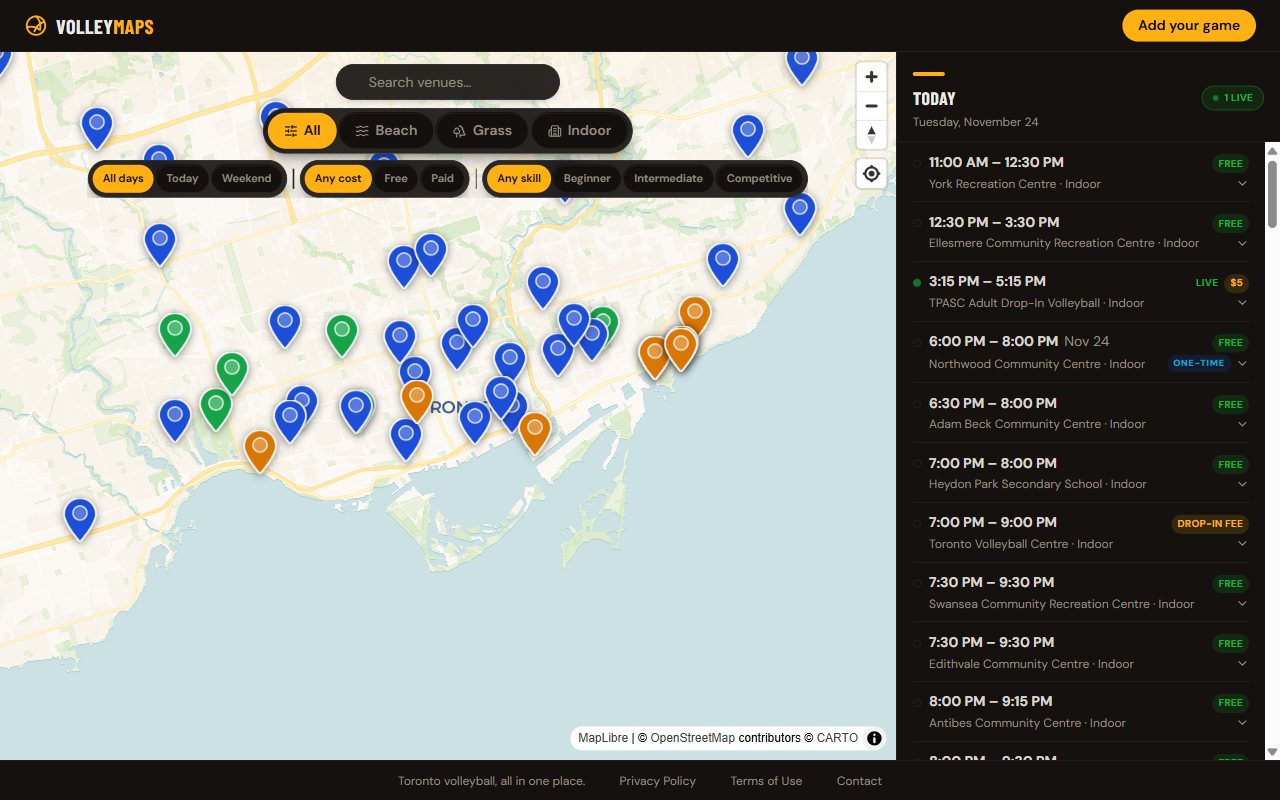 VOLLEYMAPS
Add your game
Search venues...
All
Beach
Grass
Indoor
All days
Today
Weekend
Any cost
Free
Paid
Any skill
Beginner
Intermediate
Competitive
MapLibre | © OpenStreetMap contributors © CARTO
TODAY
1 LIVE
Tuesday, November 24
11:00 AM – 12:30 PM
FREE
York Recreation Centre · Indoor
12:30 PM – 3:30 PM
FREE
Ellesmere Community Recreation Centre · Indoor
3:15 PM – 5:15 PM
LIVE
$5
TPASC Adult Drop-In Volleyball · Indoor
6:00 PM – 8:00 PM Nov 24
FREE
Northwood Community Centre · Indoor
ONE-TIME
6:30 PM – 8:00 PM
FREE
Adam Beck Community Centre · Indoor
7:00 PM – 8:00 PM
FREE
Heydon Park Secondary School · Indoor
7:00 PM – 9:00 PM
DROP-IN FEE
Toronto Volleyball Centre · Indoor
7:30 PM – 9:30 PM
FREE
Swansea Community Recreation Centre · Indoor
7:30 PM – 9:30 PM
FREE
Edithvale Community Centre · Indoor
8:00 PM – 9:15 PM
FREE
Antibes Community Centre · Indoor
Toronto volleyball, all in one place.
Privacy Policy
Terms of Use
Contact